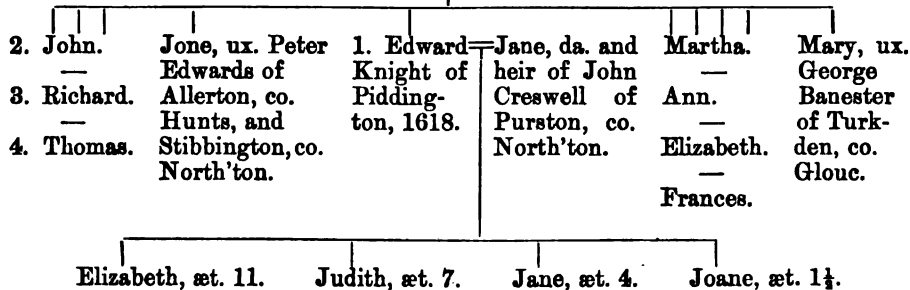 2. John.
—
3. Richard.
—
4. Thomas.
Jone, ux. Peter
Edwards of
Allerton, co.
Hunts, and
Stibbington, co.
North'ton.
1. Edward
Knight of
Pidding-
ton, 1618.
Jane, da. and
heir of John
Creswell of
Purston, co.
North'ton.
Martha.
—
Ann.
—
Elizabeth.
—
Frances.
Mary, ux.
George
Banester
of Turk-
den, co.
Glouc.
Elizabeth, æt. 11. Judith, æt. 7. Jane, æt. 4. Joane, æt. 1½.